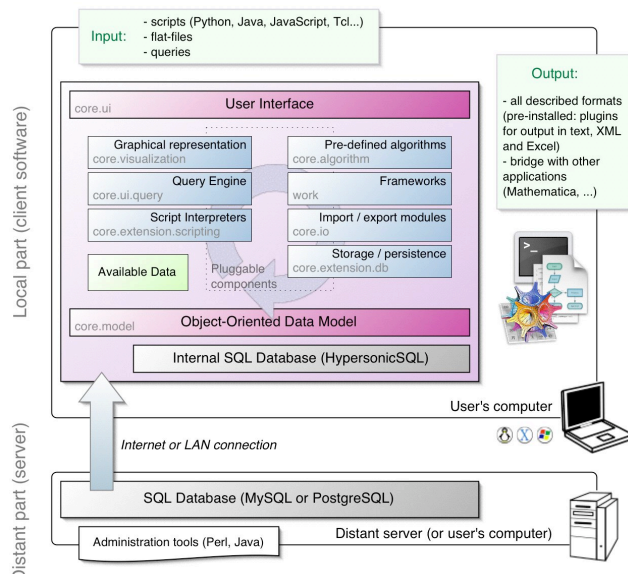 Input:
- scripts (Python, Java, JavaScript, Tcl...)
- flat-files
- queries
Output:
- all described formats
(pre-installed: plugins
for output in text, XML
and Excel)
- bridge with other
applications
(Mathematica, ...)
Local part (client software)
core.ui
User Interface
Graphical representation
core.visualization
Pre-defined algorithms
core.algorithm
Query Engine
core.ui.query
Frameworks
work
Script Interpreters
core.extension.scripting
Import / export modules
core.io
Storage / persistence
core.extension.db
Available Data
Pluggable
components
core.model
Object-Oriented Data Model
Internal SQL Database (HypersonicSQL)
>_
User's computer
X
Internet or LAN connection
Distant part (server)
SQL Database (MySQL or PostgreSQL)
Distant server (or user's computer)
Administration tools (Perl, Java)